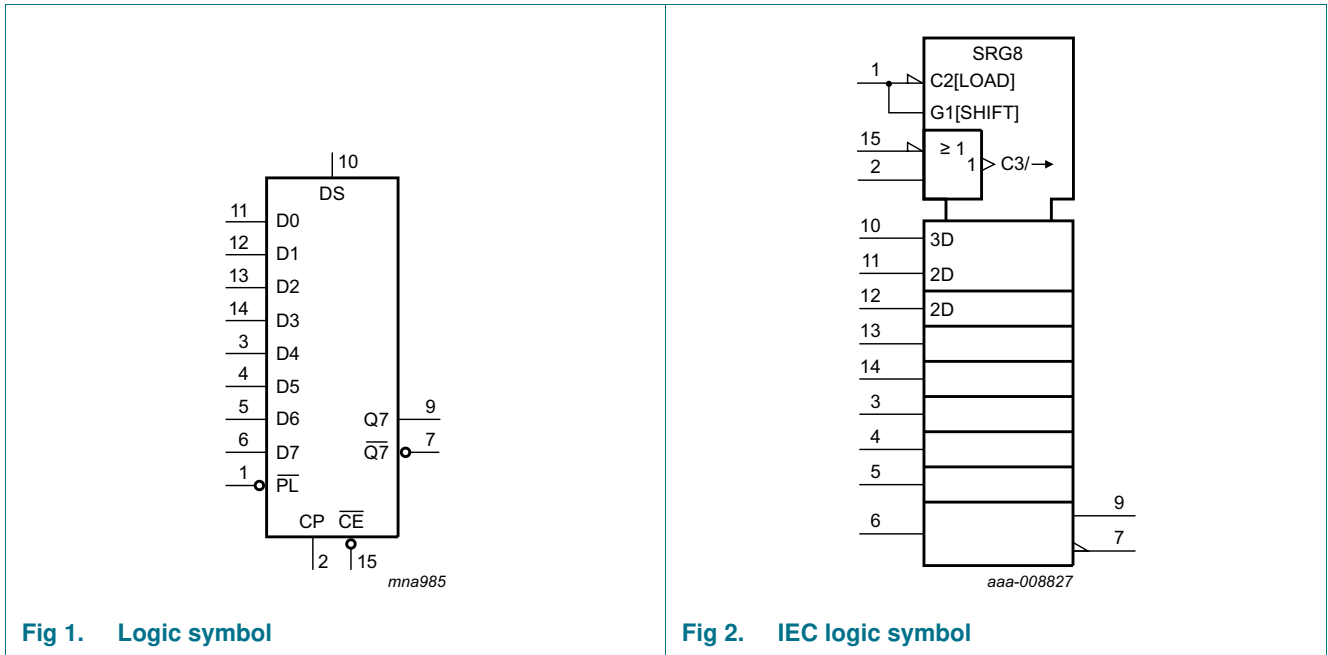 10
DS
11 D0
12 D1
13 D2
14 D3
3 D4
4 D5
5 D6 Q7 9
6 D7 Q̅7̅ 7
1 P̅L̅
CP C̅E̅
2 15
mna985
Fig 1. Logic symbol
SRG8
1 C2[LOAD]
G1[SHIFT]
15 ≥ 1
2 1 C3/→
10 3D
11 2D
12 2D
13
14
3
4
5
6 9
7
aaa-008827
Fig 2. IEC logic symbol